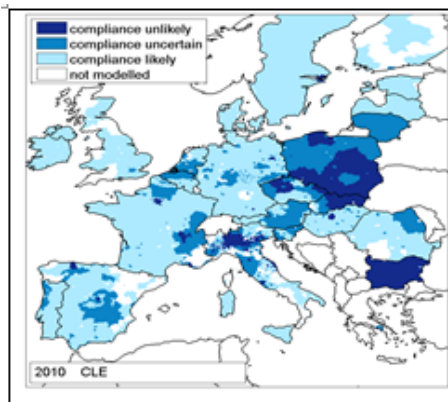 compliance unlikely
compliance uncertain
compliance likely
not modelled
2010 CLE